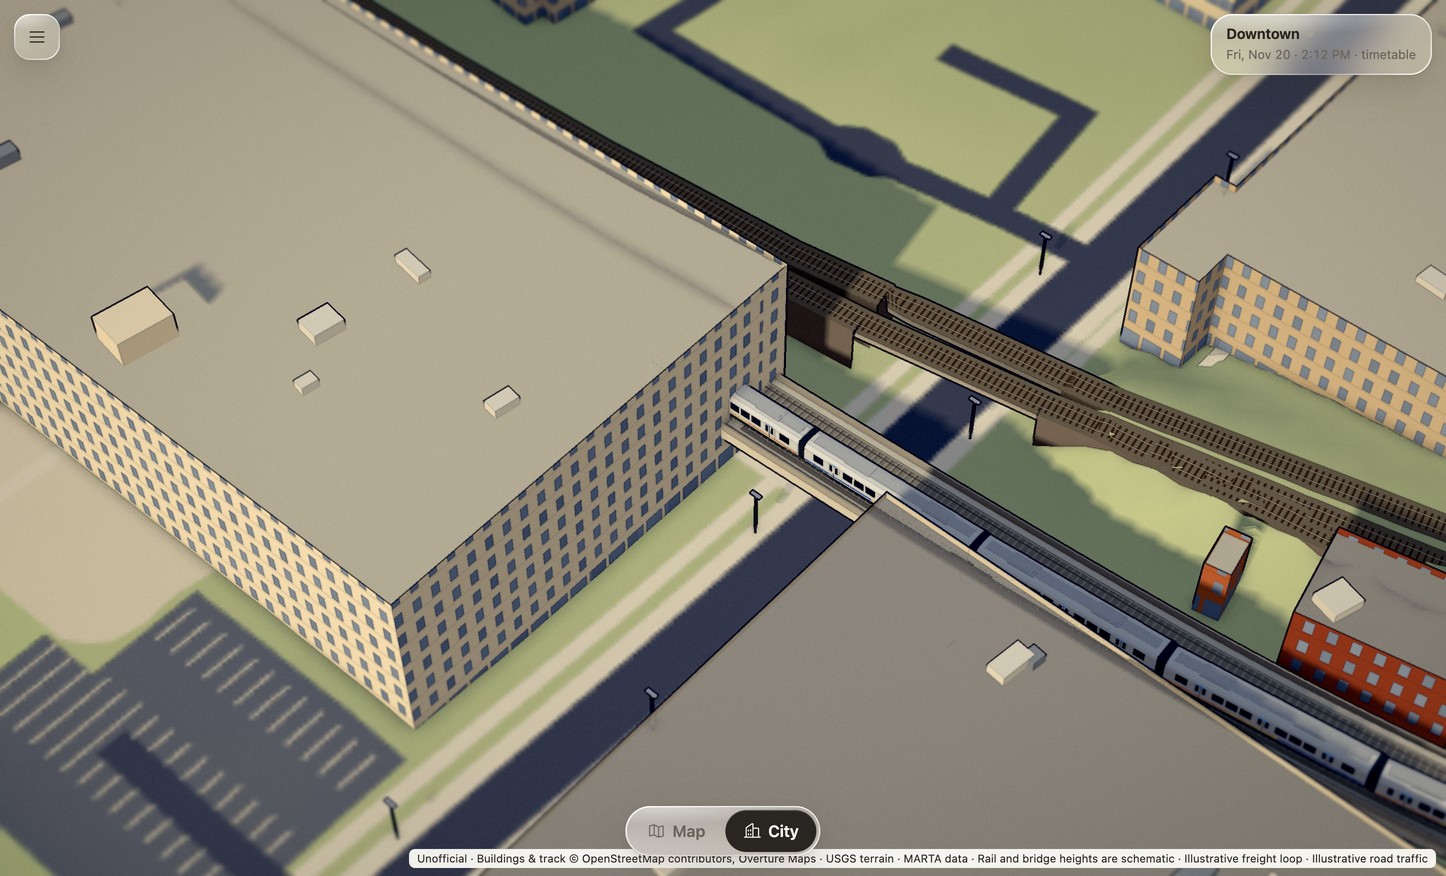 Downtown
Fri, Nov 20 · 2:12 PM · timetable
Map
City
Unofficial · Buildings & track © OpenStreetMap contributors, Overture Maps · USGS terrain · MARTA data · Rail and bridge heights are schematic · Illustrative freight loop · Illustrative road traffic